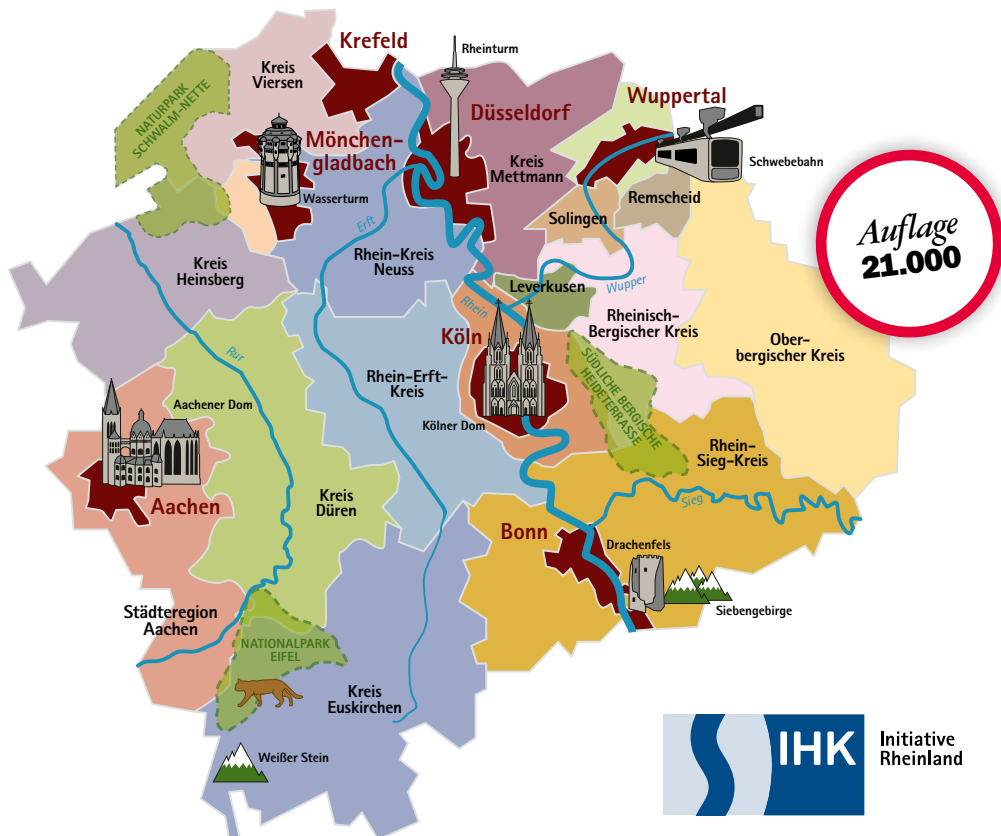 Krefeld
Rheinturm
Kreis
Viersen
NATURPARK
SCHWALM-NETTE
Düsseldorf
Wuppertal
Mönchen-
gladbach
Kreis
Mettmann
Schwebebahn
Wasserturm
Remscheid
Solingen
Erft
Auflage
21.000
Rhein-Kreis
Neuss
Kreis
Heinsberg
Leverkusen
Wupper
Rhein
Rheinisch-
Bergischer Kreis
Köln
Ober-
bergischer Kreis
Rur
Rhein-Erft-
Kreis
SÜDLICHE BERGISCHE
HEIDETERRASSE
Aachener Dom
Kölner Dom
Rhein-
Sieg-Kreis
Kreis
Düren
Sieg
Aachen
Bonn
Drachenfels
Siebengebirge
Städteregion
Aachen
NATIONALPARK
EIFEL
Kreis
Euskirchen
Weißer Stein
IHK
Initiative
Rheinland